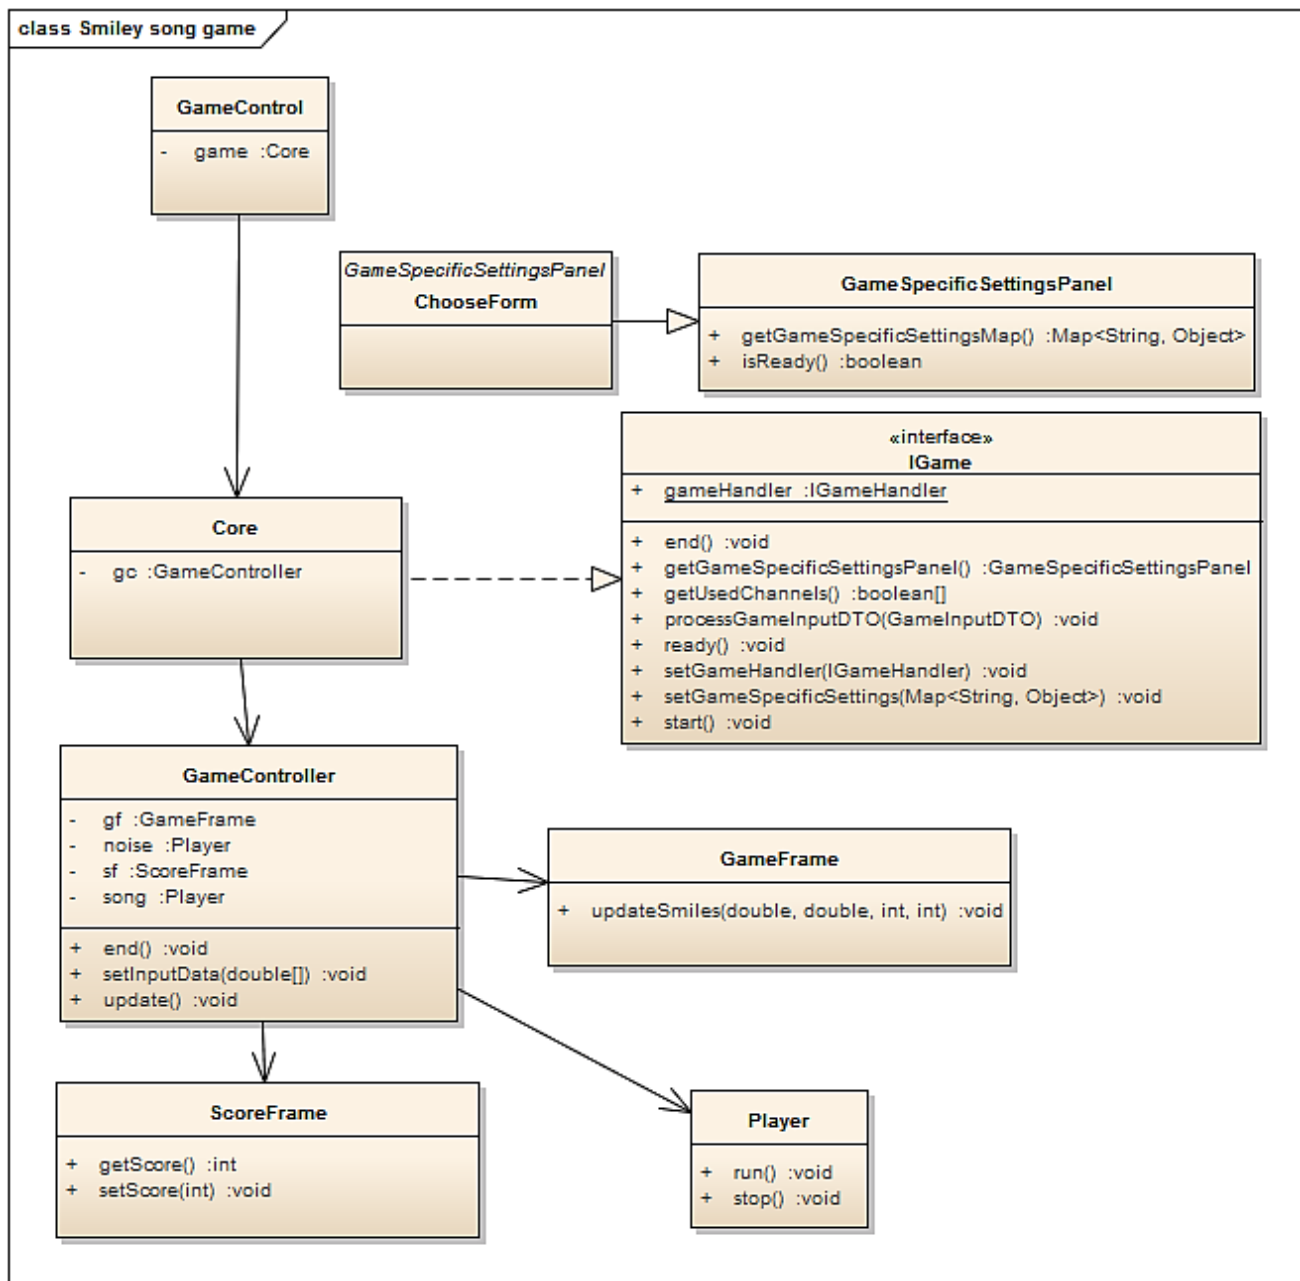 class Smiley song game
GameControl
- game :Core
GameSpecificSettingsPanel
ChooseForm
GameSpecificSettingsPanel
+ getGameSpecificSettingsMap() :Map<String, Object>
+ isReady() :boolean
«interface»
IGame
+ gameHandler :IGameHandler
+ end() :void
+ getGameSpecificSettingsPanel() :GameSpecificSettingsPanel
+ getUsedChannels() :boolean[]
+ processGameInputDTO(GameInputDTO) :void
+ ready() :void
+ setGameHandler(IGameHandler) :void
+ setGameSpecificSettings(Map<String, Object>) :void
+ start() :void
Core
- gc :GameController
GameController
- gf :GameFrame
- noise :Player
- sf :ScoreFrame
- song :Player
+ end() :void
+ setInputData(double[]) :void
+ update() :void
GameFrame
+ updateSmiles(double, double, int, int) :void
ScoreFrame
+ getScore() :int
+ setScore(int) :void
Player
+ run() :void
+ stop() :void